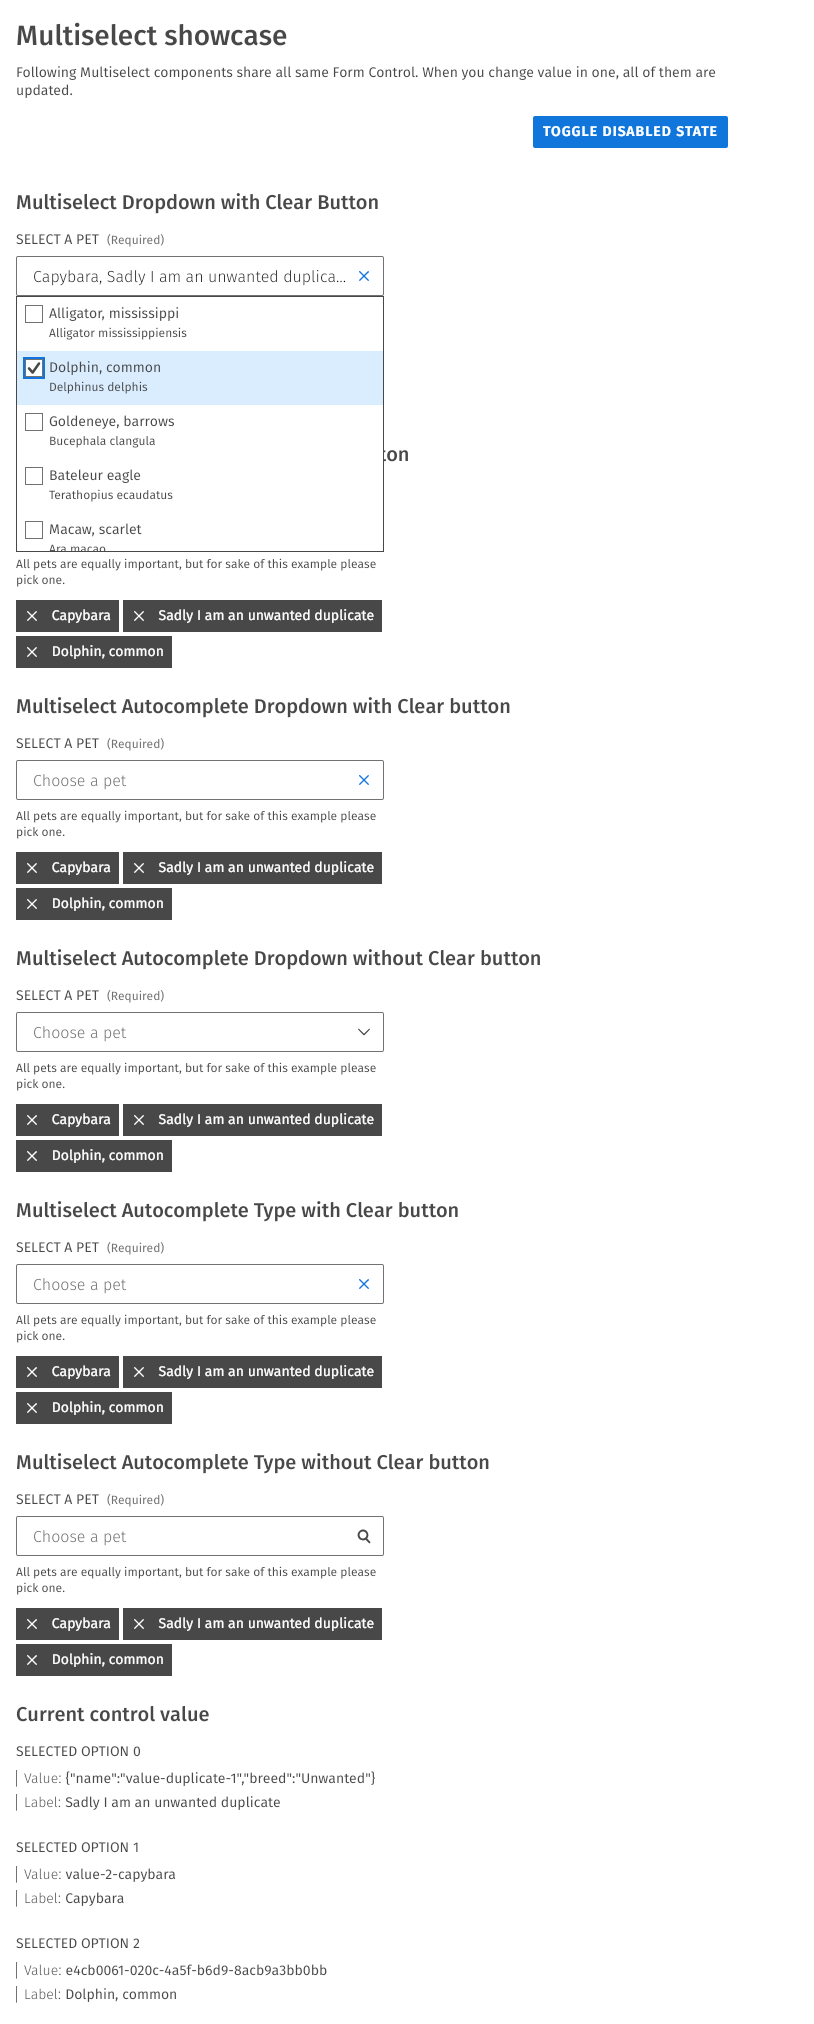 Multiselect showcase
Following Multiselect components share all same Form Control. When you change value in one, all of them are
updated.
TOGGLE DISABLED STATE
Multiselect Dropdown with Clear Button
SELECT A PET (Required)
Capybara, Sadly I am an unwanted duplica...
Alligator, mississippi
Alligator mississippiensis
Dolphin, common
Delphinus delphis
Goldeneye, barrows
Bucephala clangula
ton
Bateleur eagle
Terathopius ecaudatus
Macaw, scarlet
Ara macao
All pets are equally important, but for sake of this example please
pick one.
Capybara Sadly I am an unwanted duplicate
Dolphin, common
Multiselect Autocomplete Dropdown with Clear button
SELECT A PET (Required)
Choose a pet
All pets are equally important, but for sake of this example please
pick one.
Capybara Sadly I am an unwanted duplicate
Dolphin, common
Multiselect Autocomplete Dropdown without Clear button
SELECT A PET (Required)
Choose a pet
All pets are equally important, but for sake of this example please
pick one.
Capybara Sadly I am an unwanted duplicate
Dolphin, common
Multiselect Autocomplete Type with Clear button
SELECT A PET (Required)
Choose a pet
All pets are equally important, but for sake of this example please
pick one.
Capybara Sadly I am an unwanted duplicate
Dolphin, common
Multiselect Autocomplete Type without Clear button
SELECT A PET (Required)
Choose a pet
All pets are equally important, but for sake of this example please
pick one.
Capybara Sadly I am an unwanted duplicate
Dolphin, common
Current control value
SELECTED OPTION 0
Value: {"name":"value-duplicate-1","breed":"Unwanted"}
Label: Sadly I am an unwanted duplicate
SELECTED OPTION 1
Value: value-2-capybara
Label: Capybara
SELECTED OPTION 2
Value: e4cb0061-020c-4a5f-b6d9-8acb9a3bb0bb
Label: Dolphin, common